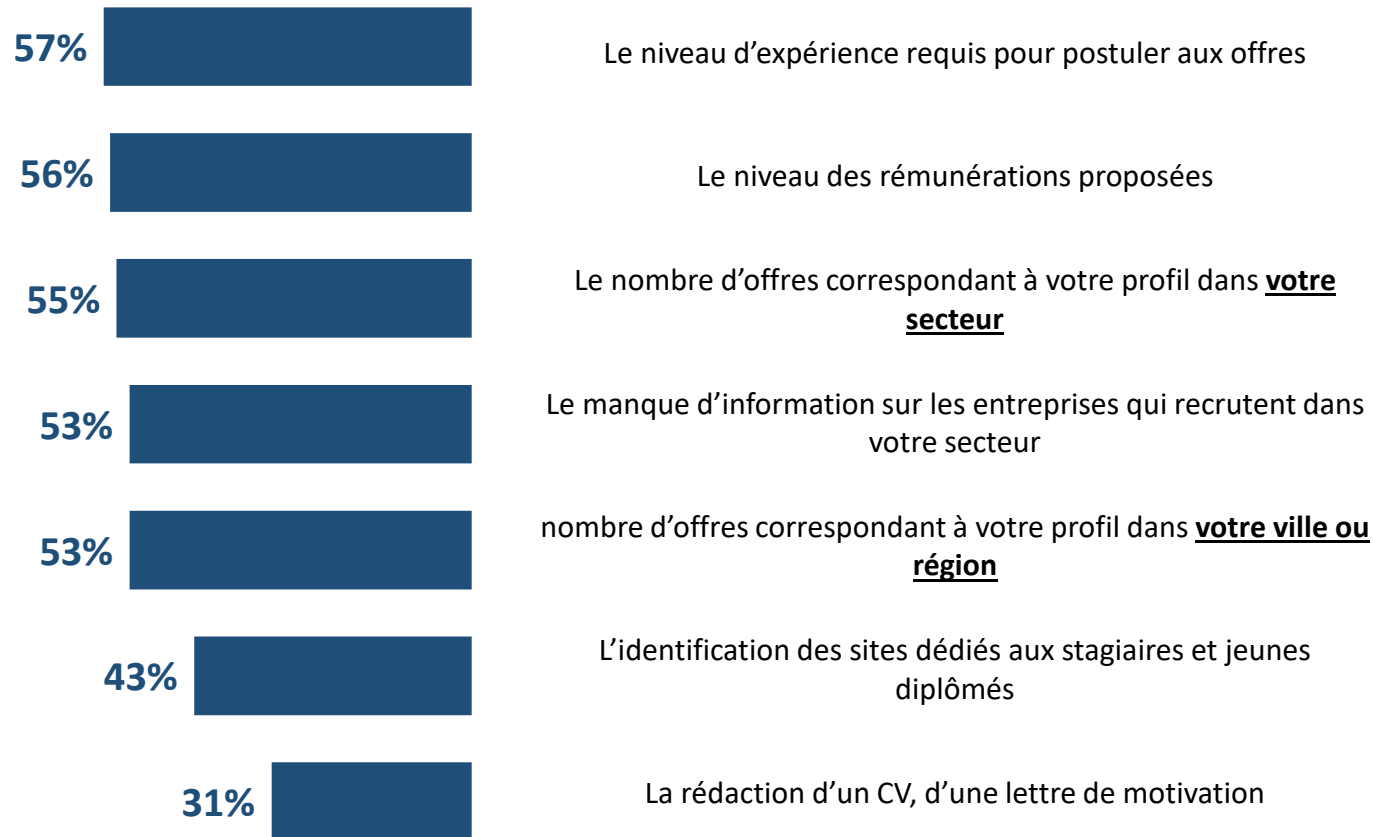 57%
Le niveau d’expérience requis pour postuler aux offres
56%
Le niveau des rémunérations proposées
55%
Le nombre d’offres correspondant à votre profil dans votre
secteur
53%
Le manque d’information sur les entreprises qui recrutent dans
votre secteur
53%
nombre d’offres correspondant à votre profil dans votre ville ou
région
43%
L’identification des sites dédiés aux stagiaires et jeunes
diplômés
31%
La rédaction d’un CV, d’une lettre de motivation